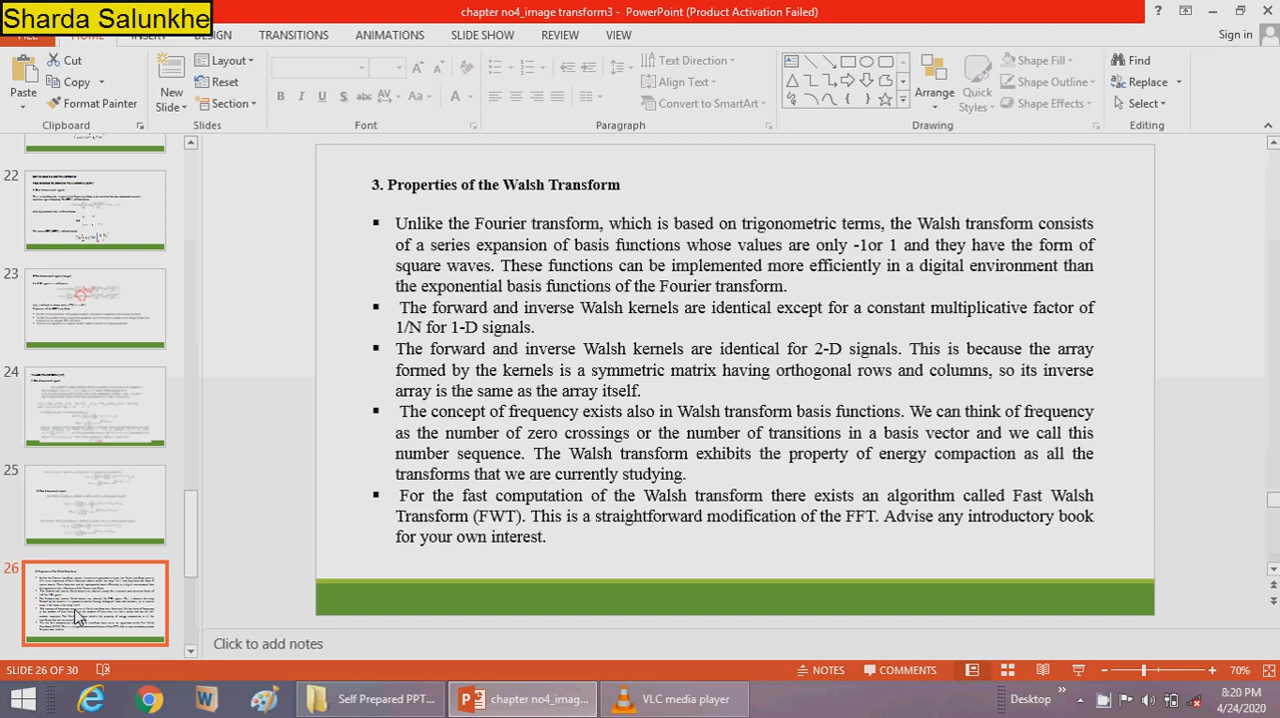 Sharda Salunkhe
chapter no4_image transform3 - PowerPoint (Product Activation Failed)
FILE HOME INSERT DESIGN TRANSITIONS ANIMATIONS SLIDE SHOW REVIEW VIEW
Sign in
Cut
Copy
Format Painter
Paste
Clipboard
New
Slide
Layout
Reset
Section
Slides
B I U S abc AV Aa A
Font
Text Direction
Align Text
Convert to SmartArt
Paragraph
Arrange
Quick
Styles
Shape Fill
Shape Outline
Shape Effects
Drawing
Find
Replace
Select
Editing
22
23
24
25
26
3. Properties of the Walsh Transform
Unlike the Fourier transform, which is based on trigonometric terms, the Walsh transform consists
of a series expansion of basis functions whose values are only -1or 1 and they have the form of
square waves. These functions can be implemented more efficiently in a digital environment than
the exponential basis functions of the Fourier transform.
The forward and inverse Walsh kernels are identical except for a constant multiplicative factor of
1/N for 1-D signals.
The forward and inverse Walsh kernels are identical for 2-D signals. This is because the array
formed by the kernels is a symmetric matrix having orthogonal rows and columns, so its inverse
array is the same as the array itself.
The concept of frequency exists also in Walsh transform basis functions. We can think of frequency
as the number of zero crossings or the number of transitions in a basis vector and we call this
number sequence. The Walsh transform exhibits the property of energy compaction as all the
transforms that we are currently studying.
For the fast computation of the Walsh transform there exists an algorithm called Fast Walsh
Transform (FWT). This is a straightforward modification of the FFT. Advise any introductory book
for your own interest.
Click to add notes
SLIDE 26 OF 30
NOTES
COMMENTS
70%
Self Prepared PPT...
chapter no4_imag...
VLC media player
Desktop
8:20 PM
4/24/2020